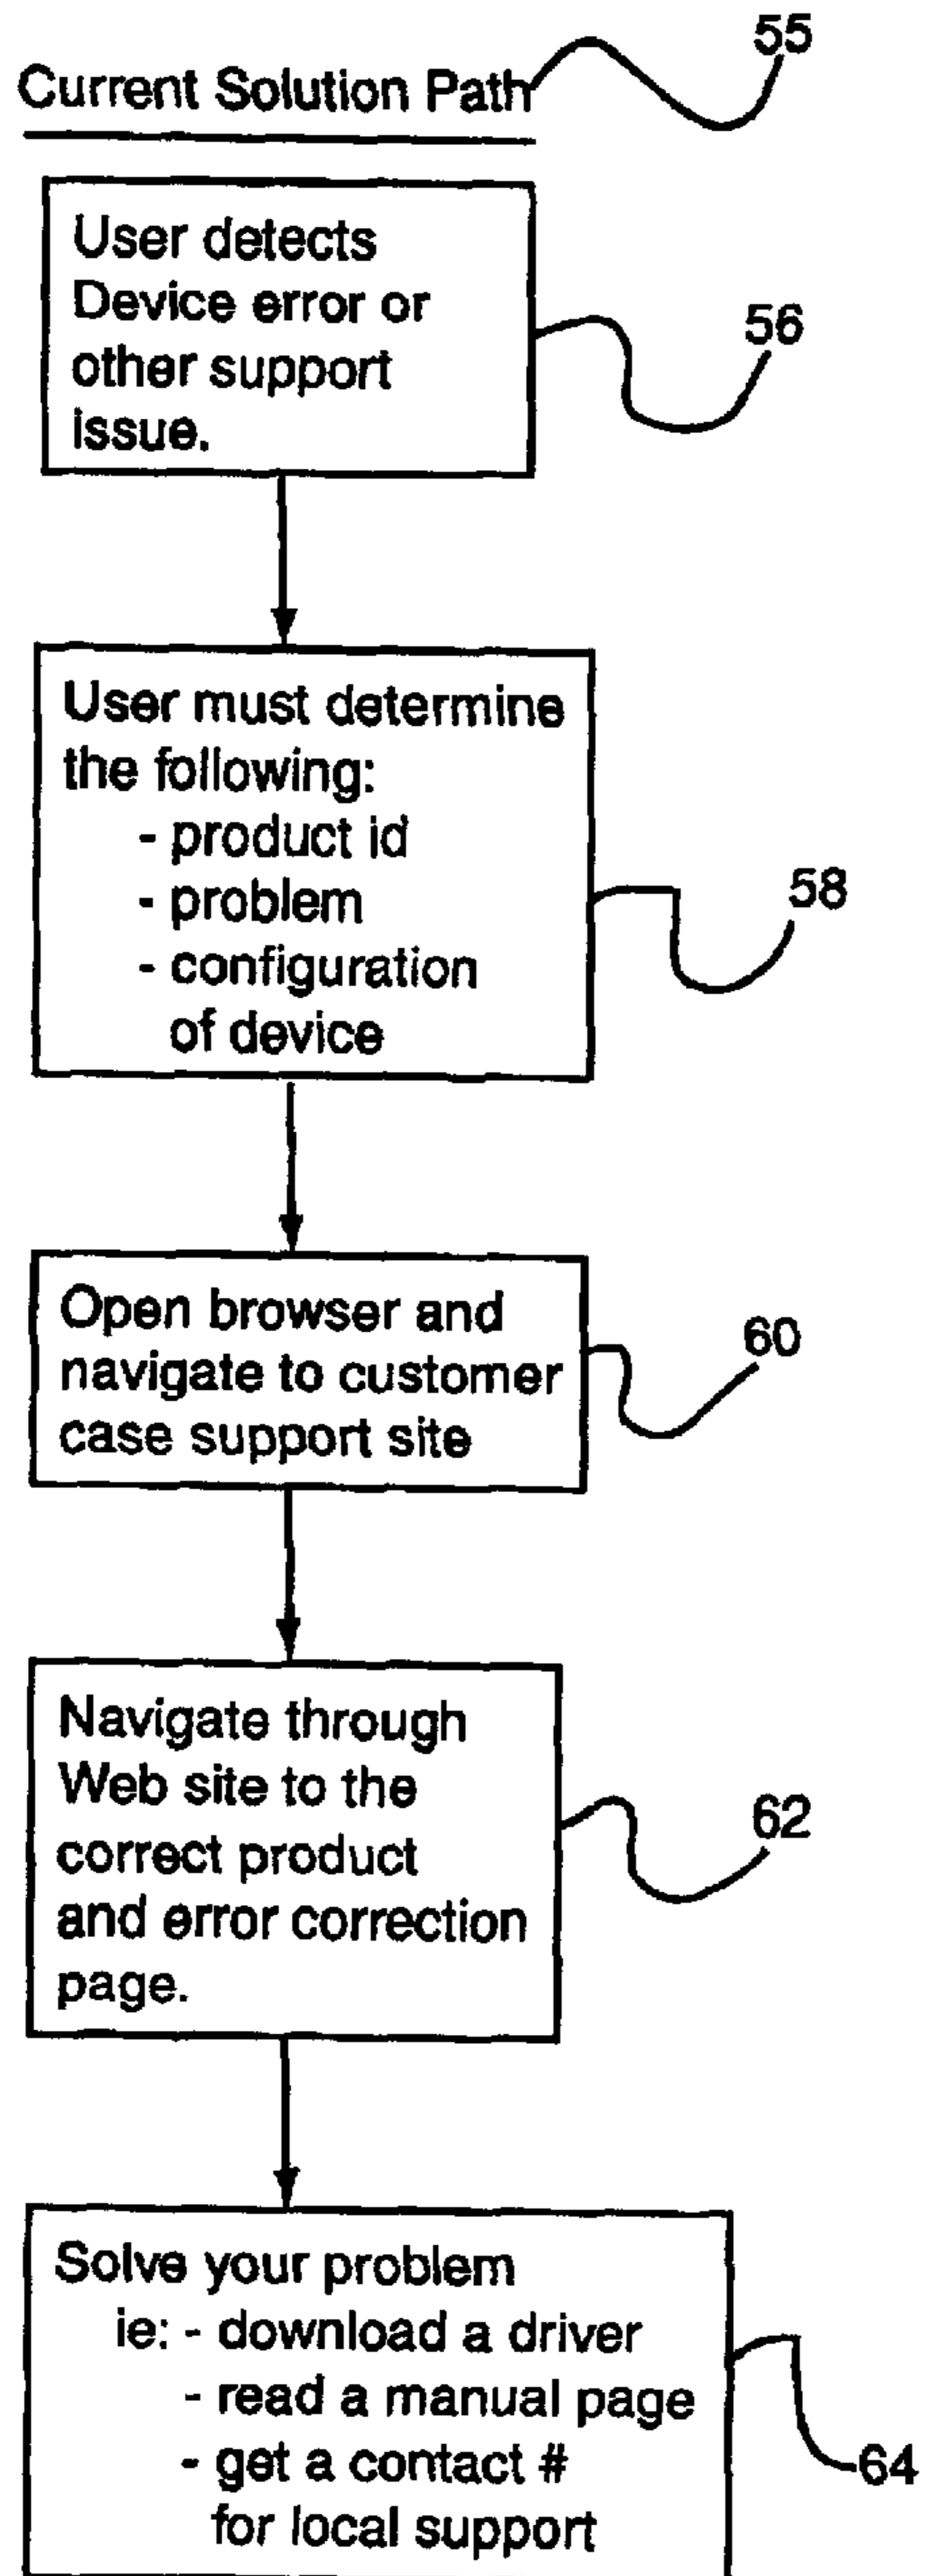 55
Current Solution Path
User detects
Device error or
other support
issue.
56
User must determine
the following:
- product id
- problem
- configuration
of device
58
Open browser and
navigate to customer
case support site
60
Navigate through
Web site to the
correct product
and error correction
page.
62
Solve your problem
ie: - download a driver
- read a manual page
- get a contact #
for local support
64